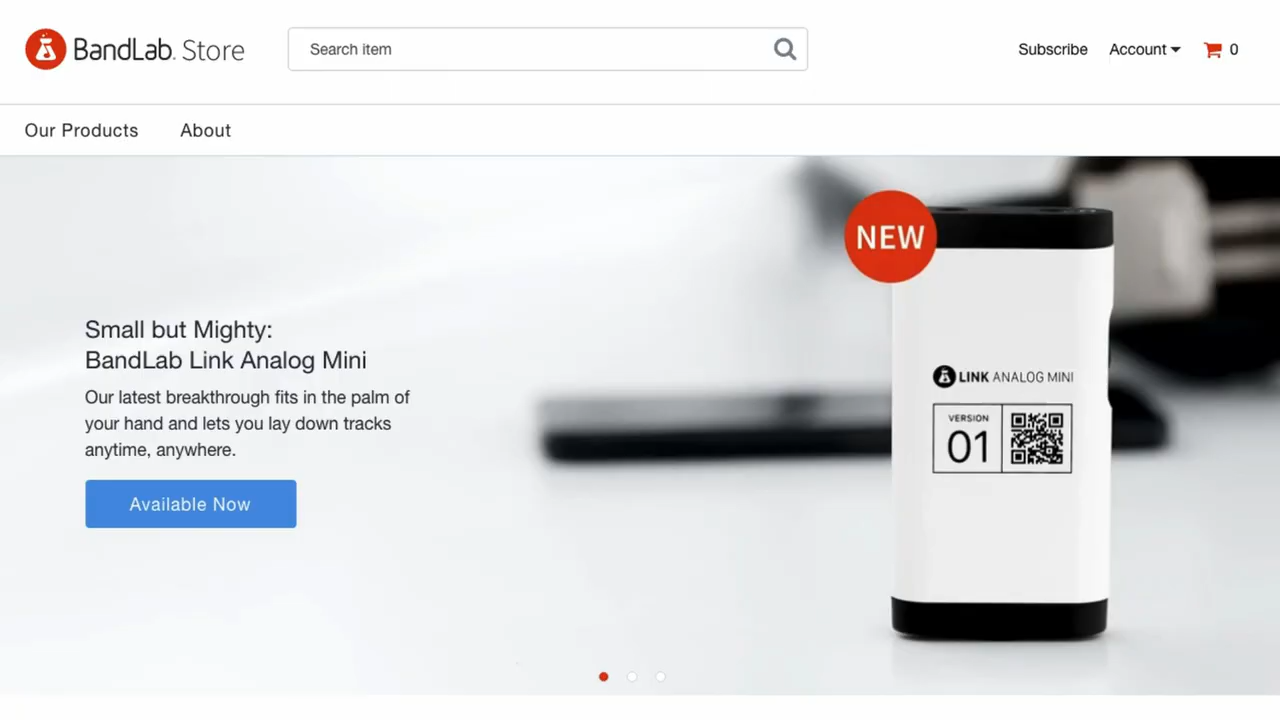 BandLab Store
Search item
Subscribe
Account
0
Our Products
About
NEW
Small but Mighty:
BandLab Link Analog Mini
Our latest breakthrough fits in the palm of
your hand and lets you lay down tracks
anytime, anywhere.
Available Now
LINK ANALOG MINI
VERSION
01